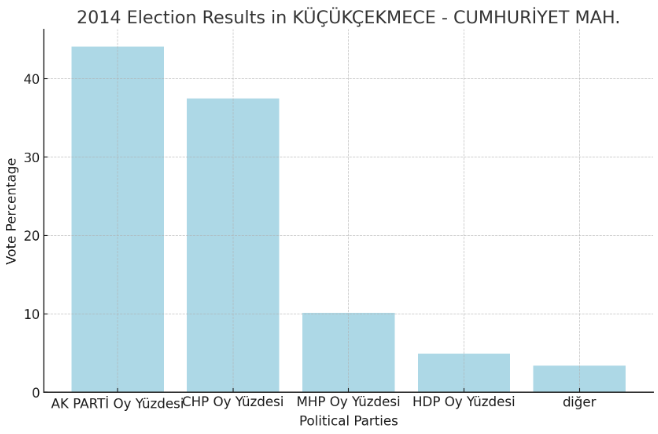 2014 Election Results in KÜÇÜKÇEKMECE - CUMHURİYET MAH.
Vote Percentage
40
30
20
10
0
AK PARTİ Oy Yüzdesi CHP Oy Yüzdesi MHP Oy Yüzdesi HDP Oy Yüzdesi diğer
Political Parties